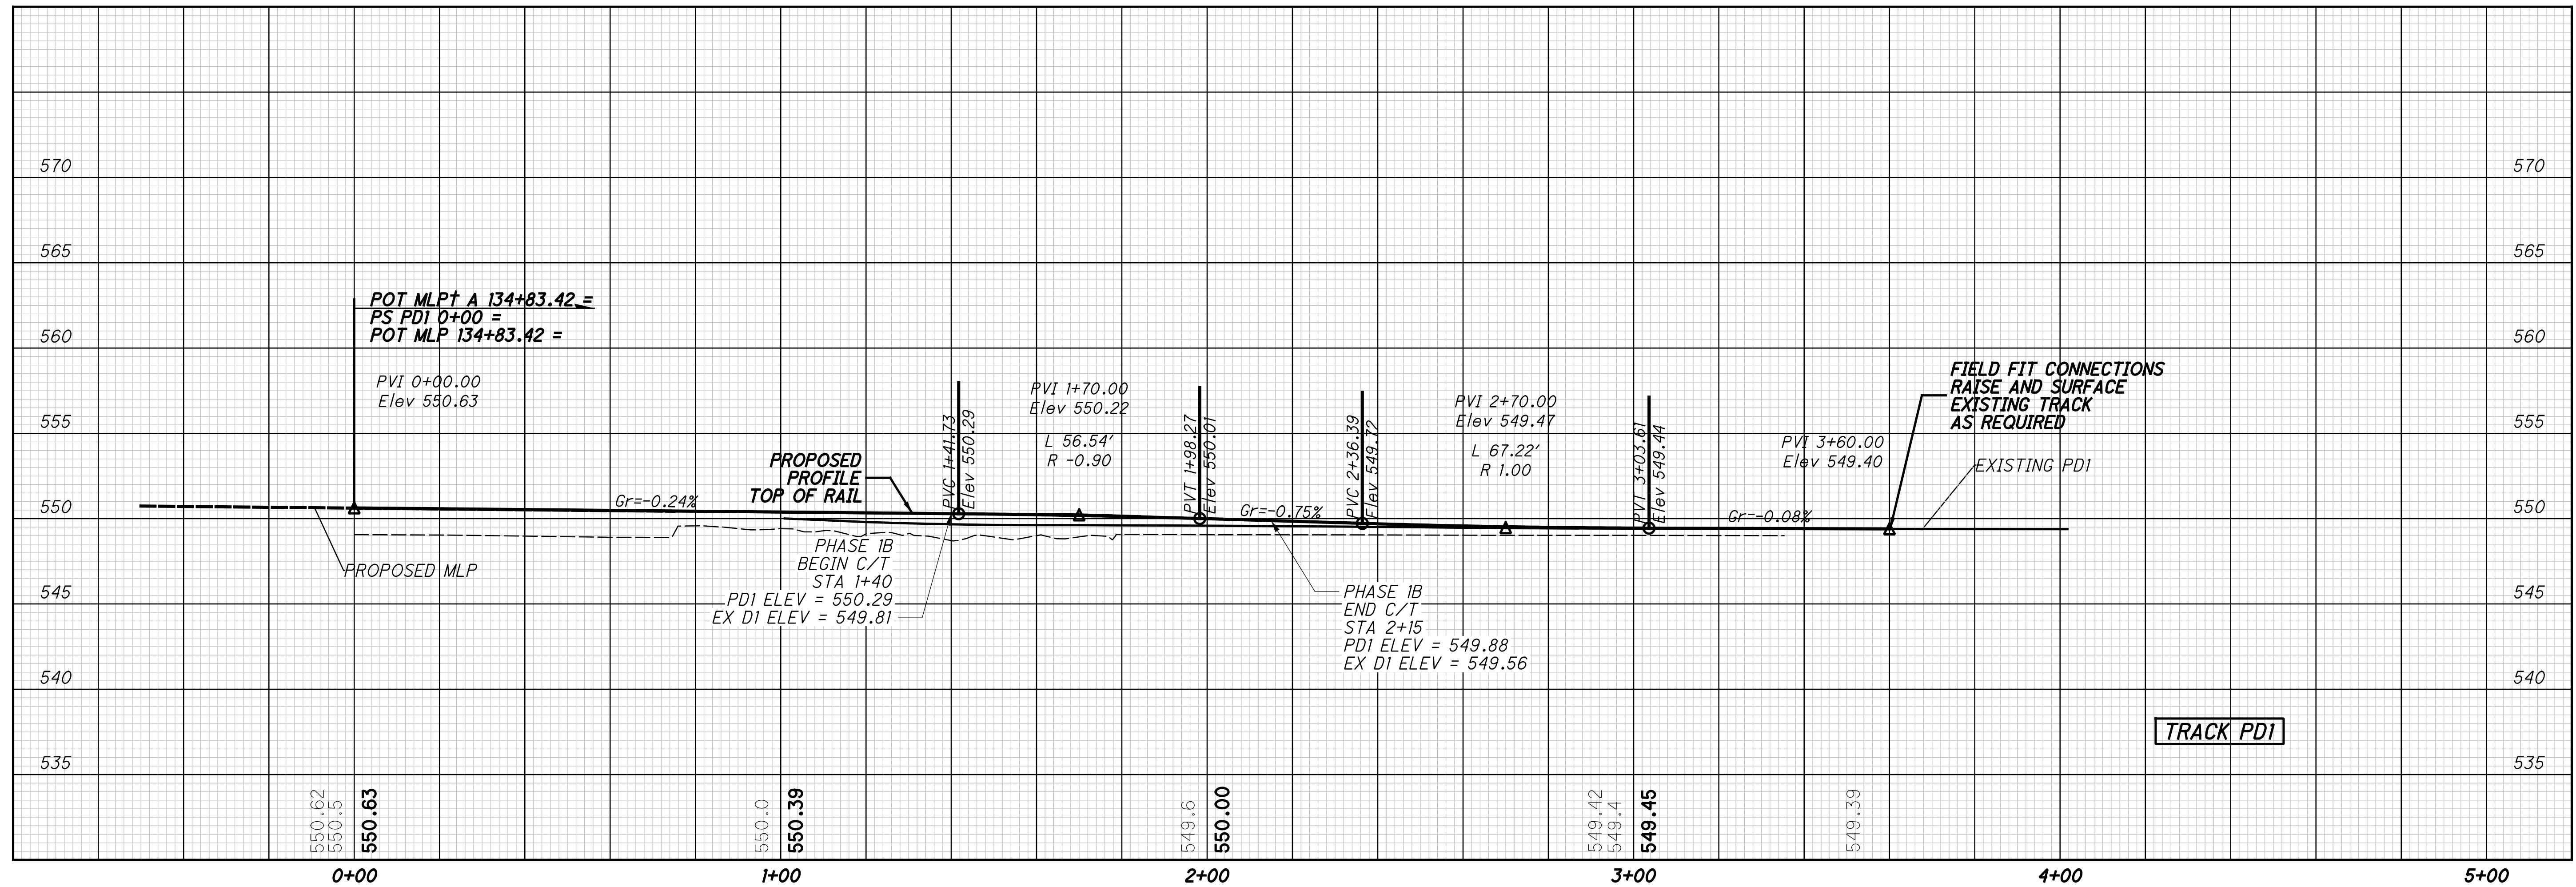 570
570
565
565
POT MLP† A 134+83.42 =
PS PD1 0+00 =
POT MLP 134+83.42 =
560
560
PVI 0+00.00
Elev 550.63
PVC 1+41.73
Elev 550.29
PVI 1+70.00
Elev 550.22
L 56.54'
R -0.90
PVT 1+98.27
Elev 550.01
PVC 2+36.39
Elev 549.72
PVI 2+70.00
Elev 549.47
L 67.22'
R 1.00
PVT 3+03.61
Elev 549.44
PVI 3+60.00
Elev 549.40
FIELD FIT CONNECTIONS
RAISE AND SURFACE
EXISTING TRACK
AS REQUIRED
EXISTING PD1
555
555
PROPOSED
PROFILE
TOP OF RAIL
550
Gr=-0.24%
Gr=-0.75%
Gr=-0.08%
550
PROPOSED MLP
PHASE 1B
BEGIN C/T
STA 1+40
PD1 ELEV = 550.29
EX D1 ELEV = 549.81
PHASE 1B
END C/T
STA 2+15
PD1 ELEV = 549.88
EX D1 ELEV = 549.56
545
545
540
540
TRACK PD1
535
535
550.62
550.5
550.63
550.0
550.39
549.6
550.00
549.42
549.4
549.45
549.39
0+00
1+00
2+00
3+00
4+00
5+00